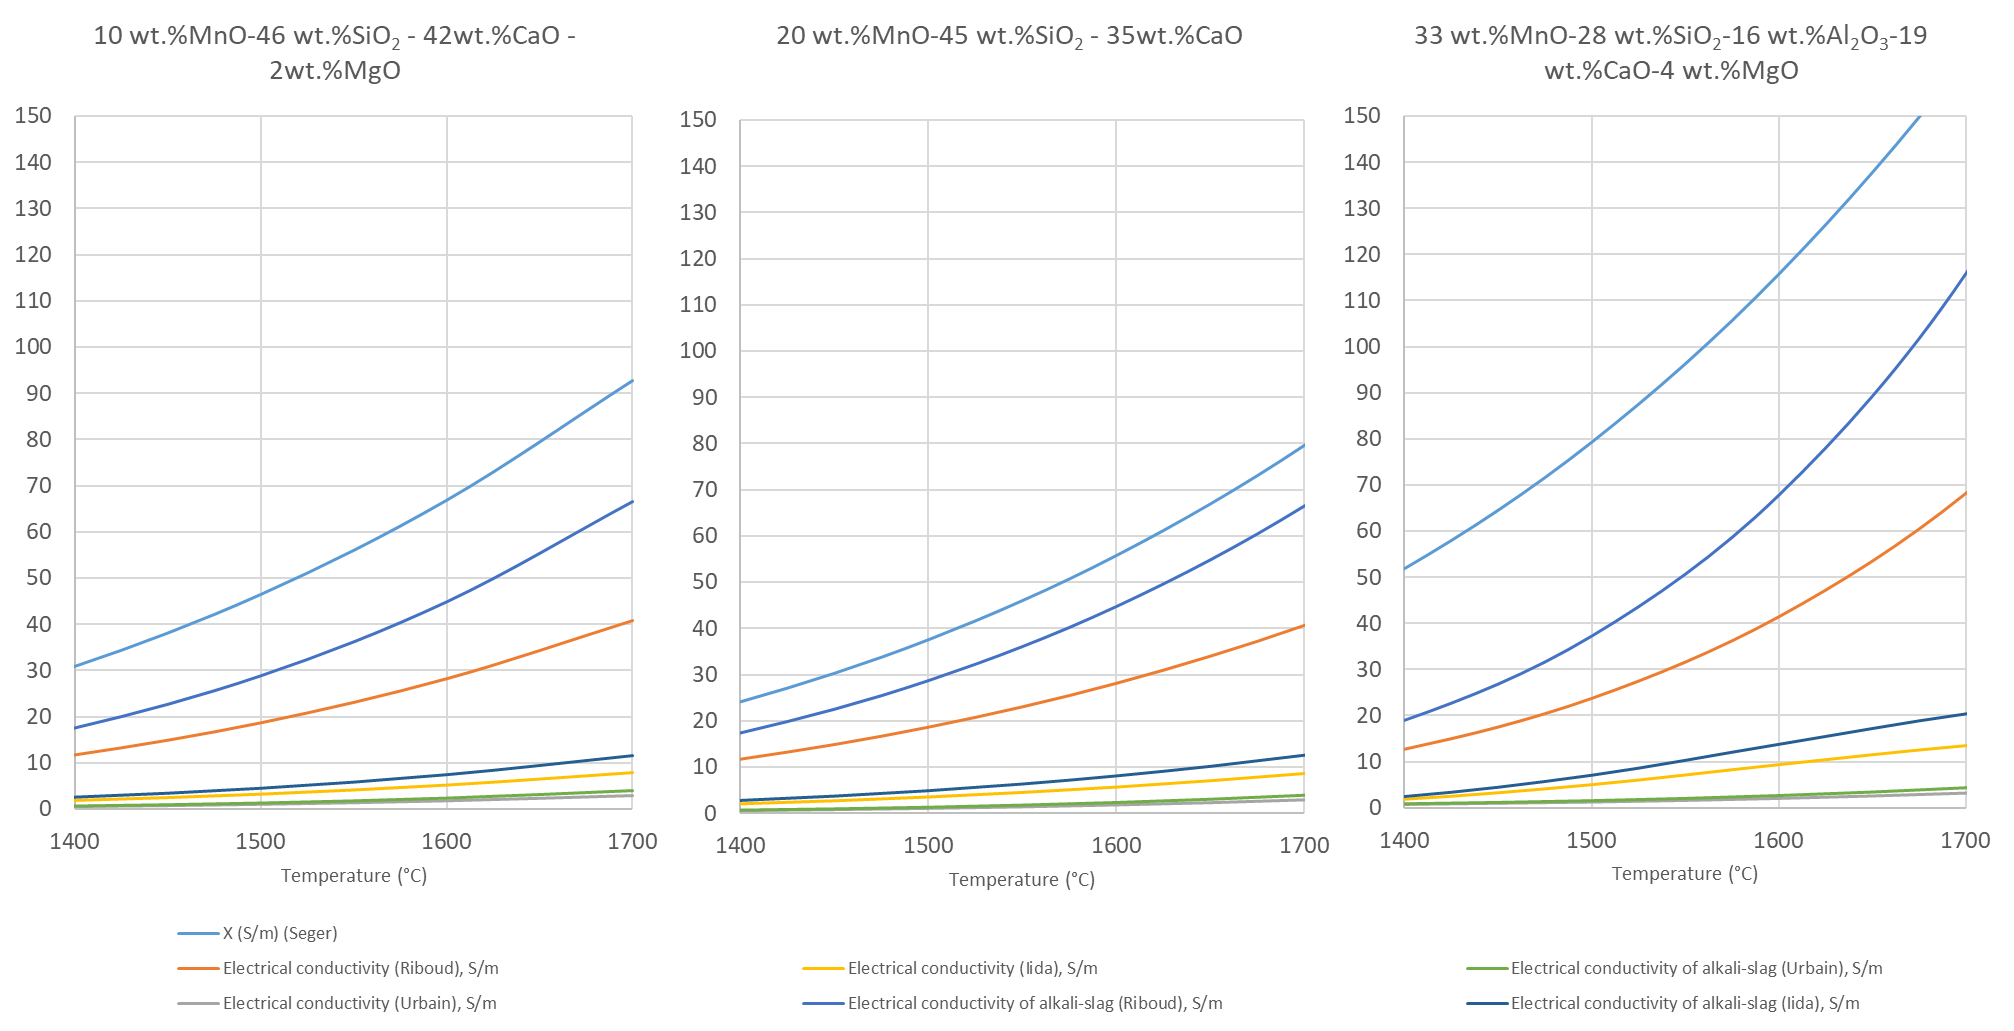 10 wt.%MnO-46 wt.%SiO₂ - 42wt.%CaO -
2wt.%MgO
150
140
130
120
110
100
90
80
70
60
50
40
30
20
10
0
1400 1500 1600 1700
Temperature (°C)
20 wt.%MnO-45 wt.%SiO₂ - 35wt.%CaO
150
140
130
120
110
100
90
80
70
60
50
40
30
20
10
0
1400 1500 1600 1700
Temperature (°C)
33 wt.%MnO-28 wt.%SiO₂-16 wt.%Al₂O₃-19
wt.%CaO-4 wt.%MgO
150
140
130
120
110
100
90
80
70
60
50
40
30
20
10
0
1400 1500 1600 1700
Temperature (°C)
X (S/m) (Seger)
Electrical conductivity (Riboud), S/m
Electrical conductivity (Iida), S/m
Electrical conductivity of alkali-slag (Urbain), S/m
Electrical conductivity (Urbain), S/m
Electrical conductivity of alkali-slag (Riboud), S/m
Electrical conductivity of alkali-slag (Iida), S/m